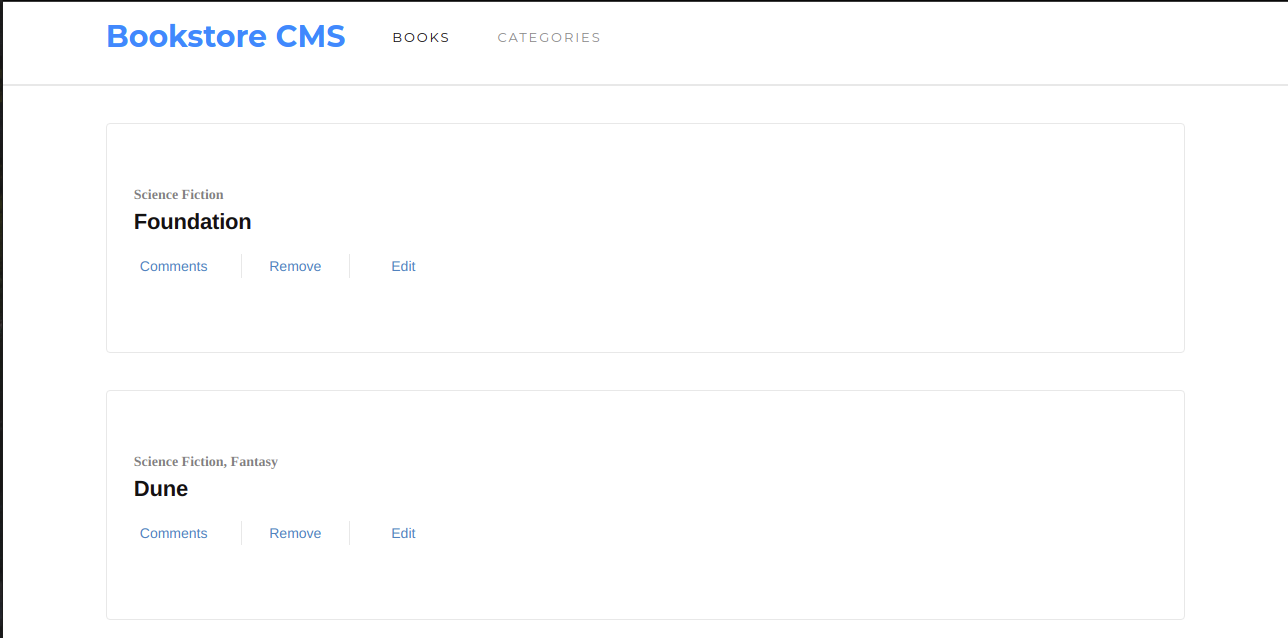 Bookstore CMS BOOKS CATEGORIES
Science Fiction
Foundation
Comments Remove Edit
Science Fiction, Fantasy
Dune
Comments Remove Edit